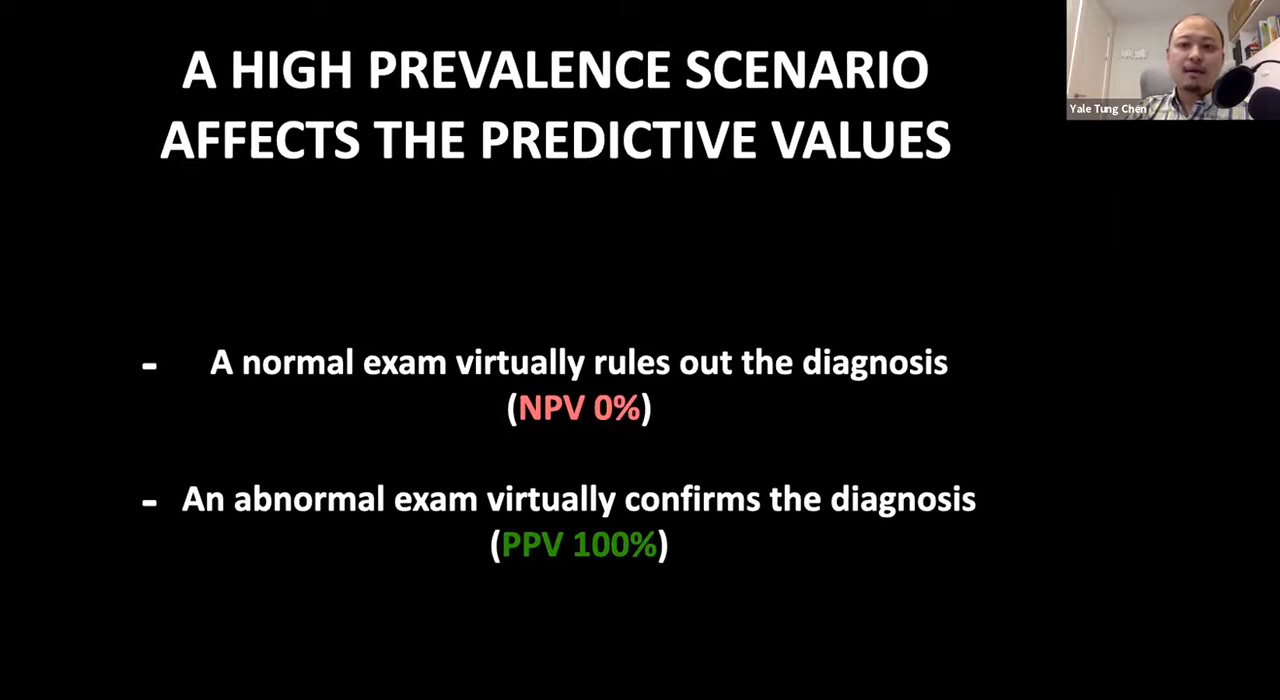 A HIGH PREVALENCE SCENARIO
AFFECTS THE PREDICTIVE VALUES
Yale Tung Chen
- A normal exam virtually rules out the diagnosis
(NPV 0%)
- An abnormal exam virtually confirms the diagnosis
(PPV 100%)